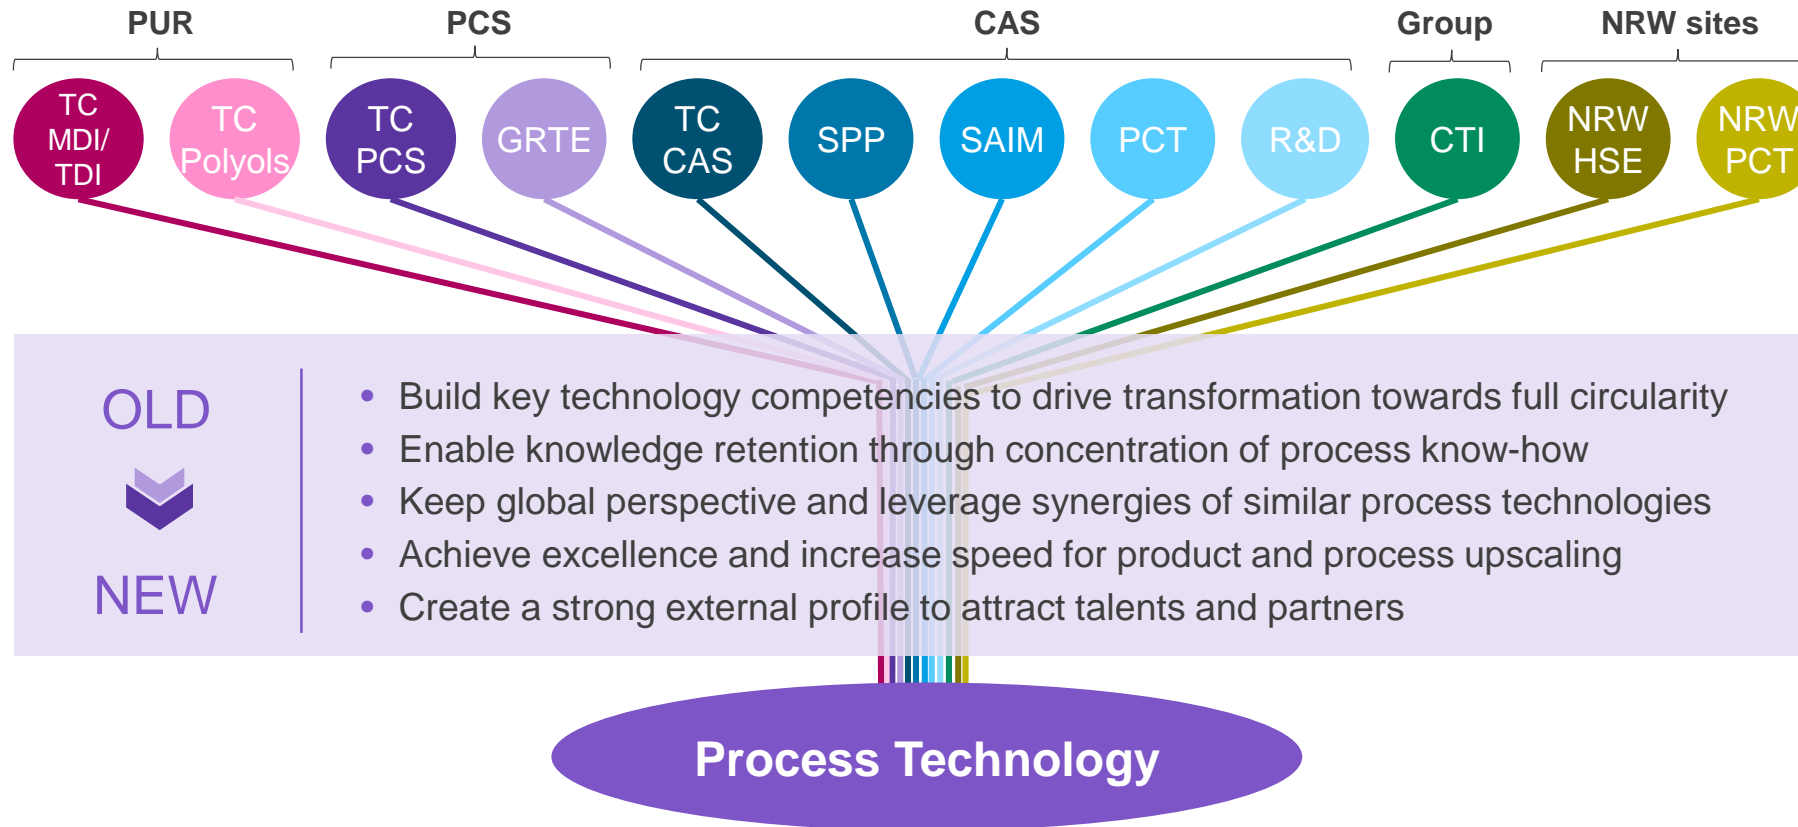 PUR PCS CAS Group NRW sites
TC
MDI/
TDI
TC
Polyols
TC
PCS
GRTE
TC
CAS
SPP
SAIM
PCT
R&D
CTI
NRW
HSE
NRW
PCT
OLD
NEW
• Build key technology competencies to drive transformation towards full circularity
• Enable knowledge retention through concentration of process know-how
• Keep global perspective and leverage synergies of similar process technologies
• Achieve excellence and increase speed for product and process upscaling
• Create a strong external profile to attract talents and partners
Process Technology